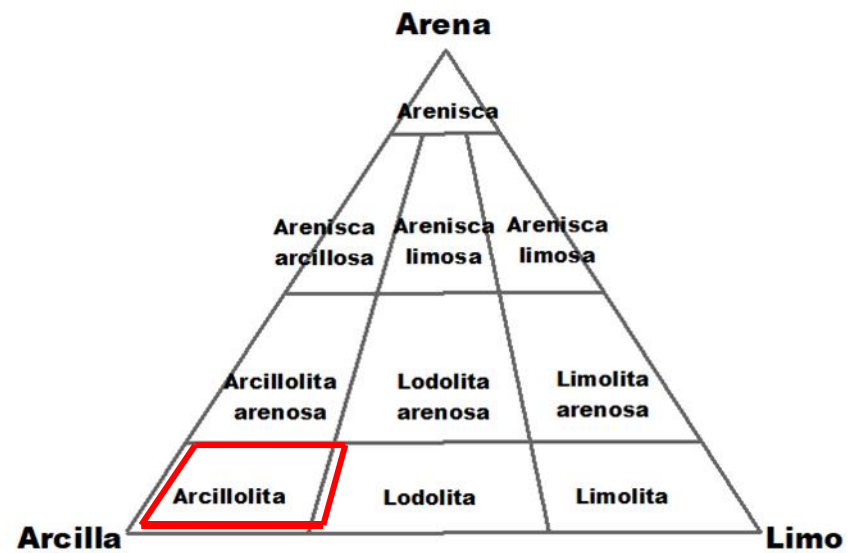 Arena
Arenisca
Arenisca
arcillosa
Arenisca
limosa
Arenisca
limosa
Arcillolita
arenosa
Lodolita
arenosa
Limolita
arenosa
Arcillolita
Lodolita
Limolita
Arcilla
Limo